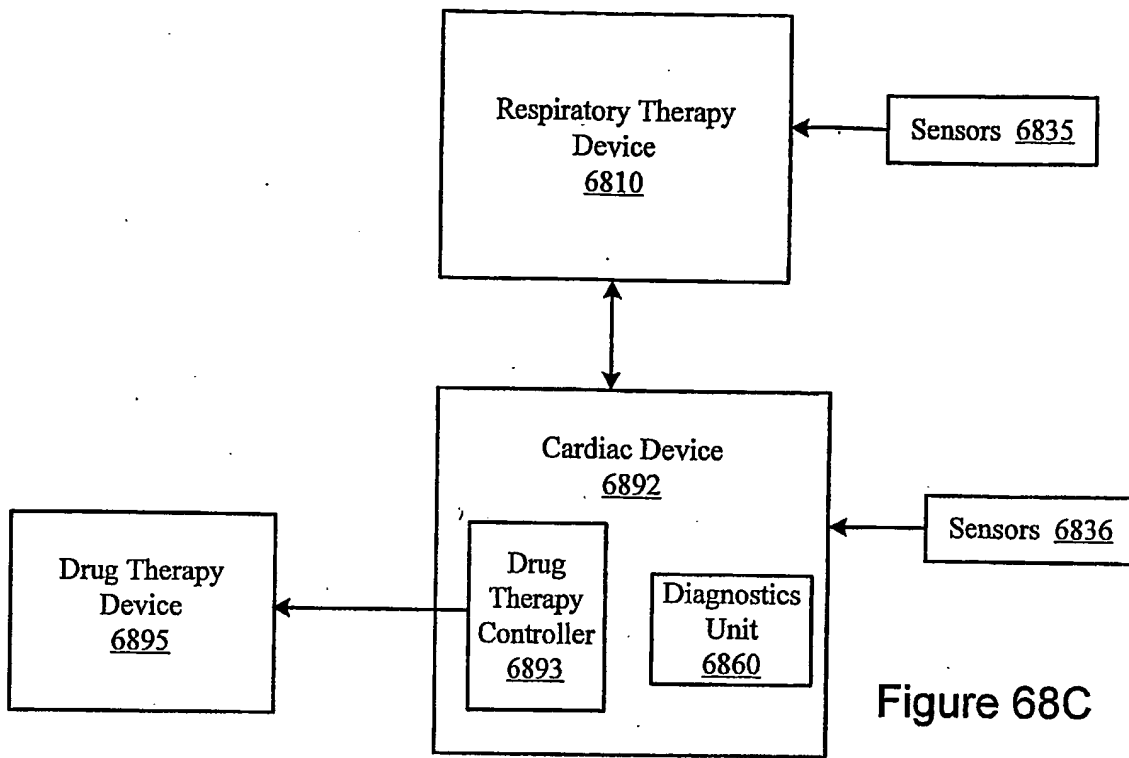 Respiratory Therapy
Device
6810
Sensors 6835
Cardiac Device
6892
Sensors 6836
Drug Therapy
Device
6895
Drug
Therapy
Controller
6893
Diagnostics
Unit
6860
Figure 68C